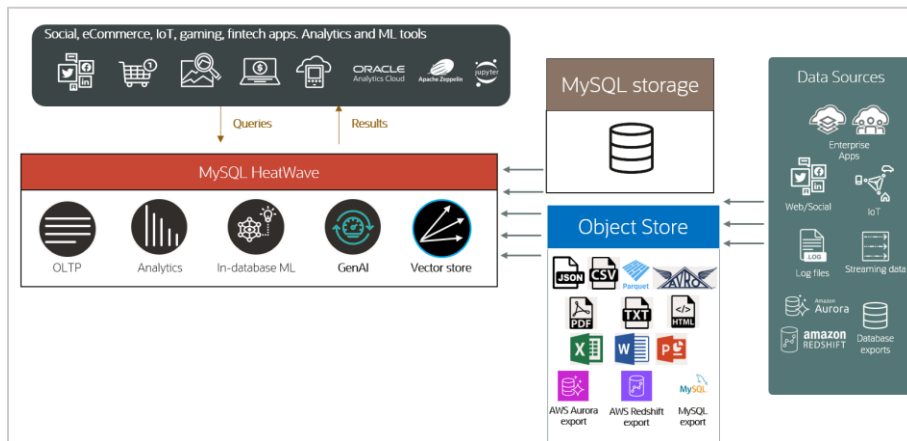 Social, eCommerce, IoT, gaming, fintech apps. Analytics and ML tools
ORACLE
Analytics Cloud
Apache Zeppelin
jupyter
Queries
Results
MySQL HeatWave
OLTP
Analytics
In-database ML
GenAI
Vector store
MySQL storage
Object Store
JSON
CSV
Parquet
AVRO
PDF
TXT
HTML
X
W
P
MySQL
AWS Aurora
export
AWS Redshift
export
MySQL
export
Data Sources
Enterprise
Apps
Web/Social
IoT
.LOG
Log files
Streaming data
Amazon
Aurora
amazon
REDSHIFT
Database
exports